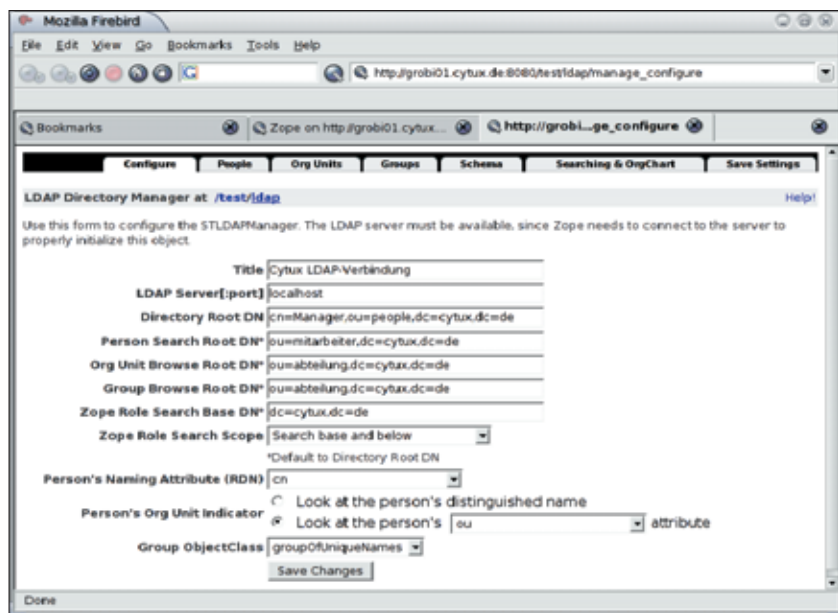 Mozilla Firebird
File Edit View Go Bookmarks Tools Help
http://grobi01.cytux.de:8080/test/ldap/manage_configure
Bookmarks
Zope on http://grobi01.cytux...
http://grobi...ge_configure
Configure People Org Units Groups Schema Searching & OrgChart Save Settings
LDAP Directory Manager at /test/ldap Help!
Use this form to configure the STLDAPManager. The LDAP server must be available, since Zope needs to connect to the server to
properly initialize this object.
Title Cytux LDAP-Verbindung
LDAP Server[:port] localhost
Directory Root DN cn=Manager,ou=people,dc=cytux,dc=de
Person Search Root DN* ou=mitarbeiter,dc=cytux,dc=de
Org Unit Browse Root DN* ou=abteilung,dc=cytux,dc=de
Group Browse Root DN* ou=abteilung,dc=cytux,dc=de
Zope Role Search Base DN* dc=cytux,dc=de
Zope Role Search Scope Search base and below
*Default to Directory Root DN
Person's Naming Attribute (RDN) cn
Person's Org Unit Indicator
Look at the person's distinguished name
Look at the person's ou attribute
Group ObjectClass groupOfUniqueNames
Save Changes
Done